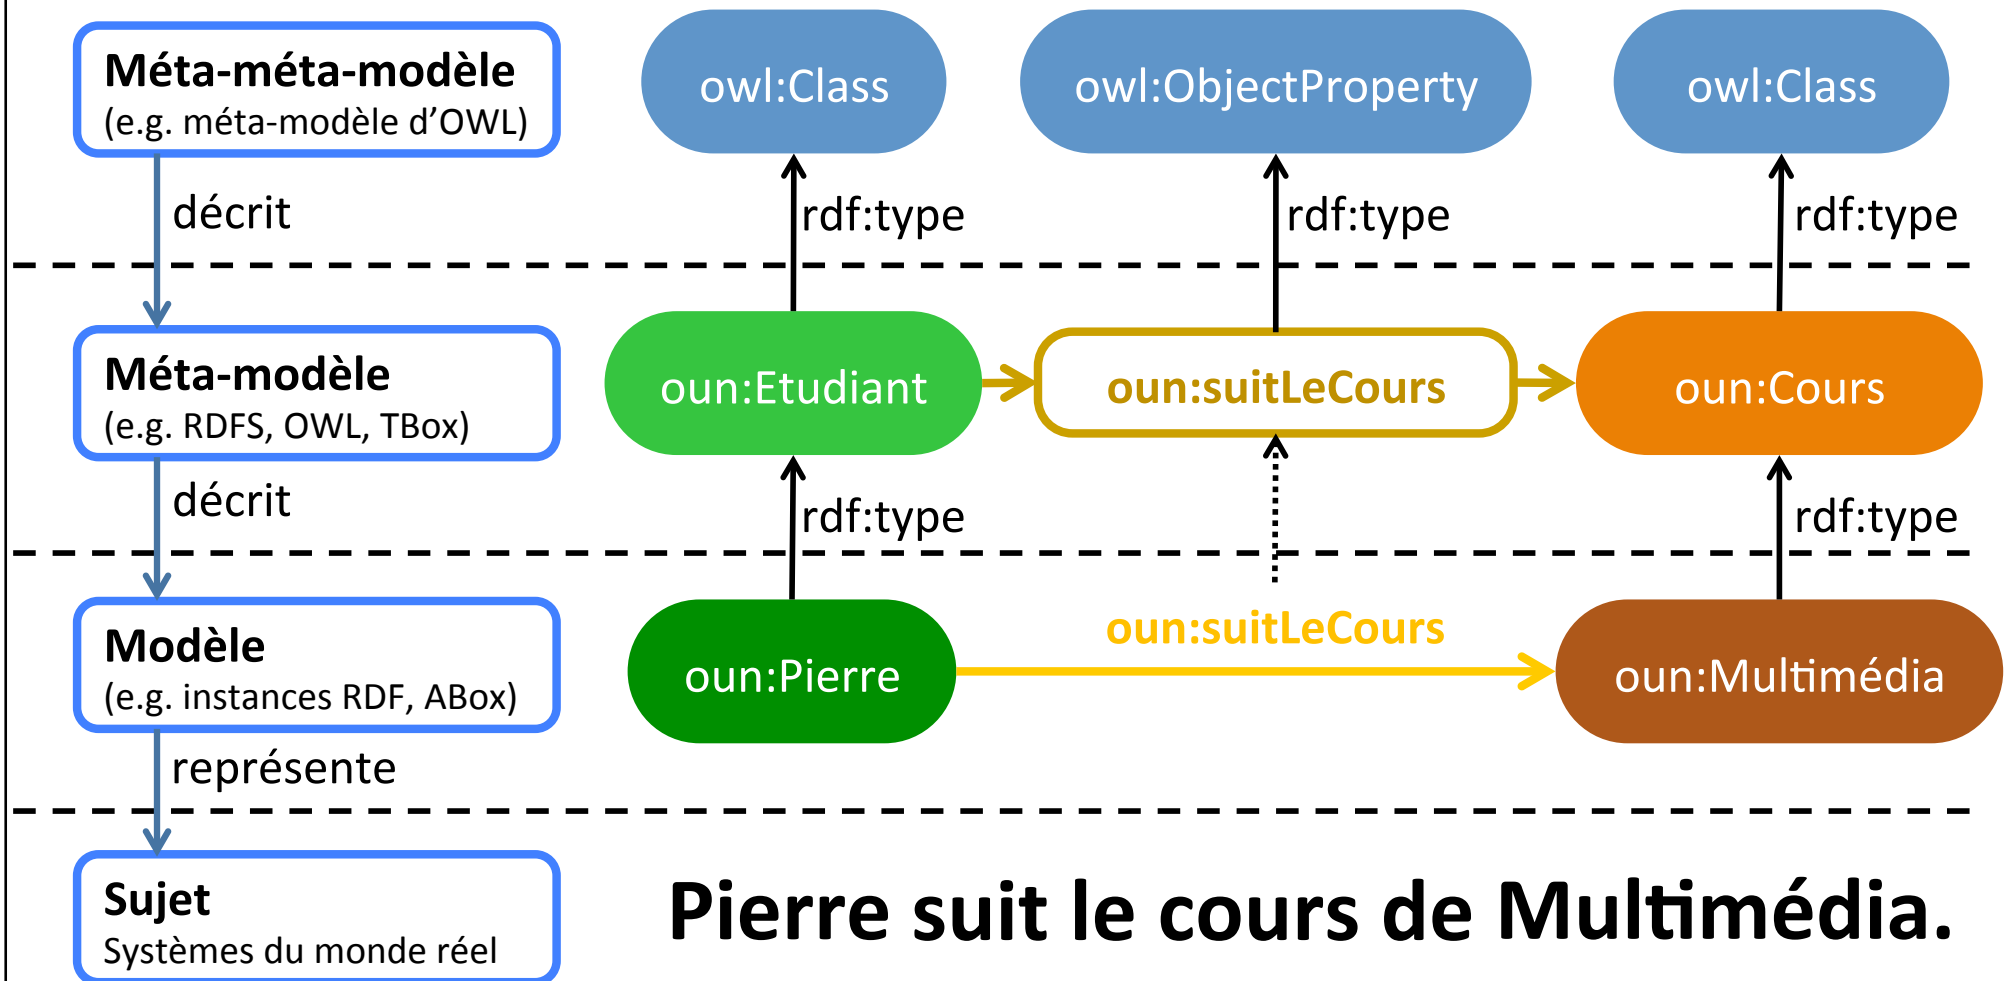 Méta-méta-modèle
(e.g. méta-modèle d'OWL)
owl:Class
owl:ObjectProperty
owl:Class
décrit
rdf:type
rdf:type
rdf:type
Méta-modèle
(e.g. RDFS, OWL, TBox)
oun:Etudiant
oun:suitLeCours
oun:Cours
décrit
rdf:type
rdf:type
Modèle
(e.g. instances RDF, ABox)
oun:Pierre
oun:suitLeCours
oun:Multimédia
représente
Sujet
Systèmes du monde réel
Pierre suit le cours de Multimédia.